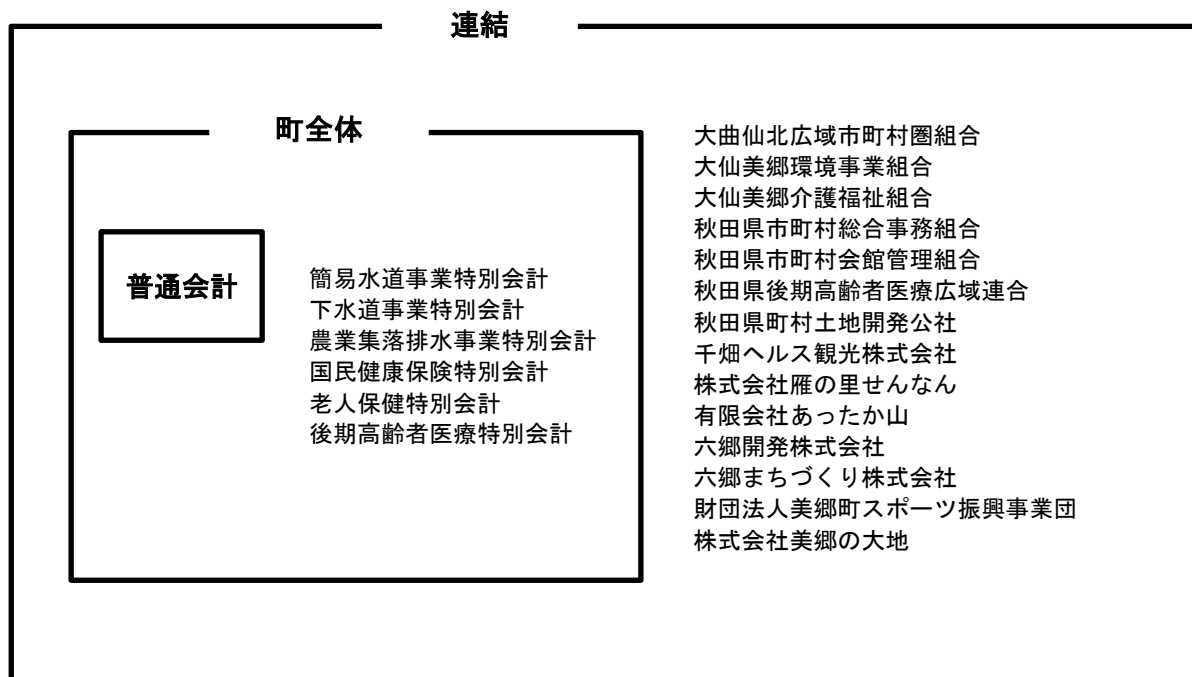 連結
町全体
普通会計
簡易水道事業特別会計
下水道事業特別会計
農業集落排水事業特別会計
国民健康保険特別会計
老人保健特別会計
後期高齢者医療特別会計
大曲仙北広域市町村圏組合
大仙美郷環境事業組合
大仙美郷介護福祉組合
秋田県市町村総合事務組合
秋田県市町村会館管理組合
秋田県後期高齢者医療広域連合
秋田県町村土地開発公社
千畑ヘルス観光株式会社
株式会社雁の里せんなん
有限会社あったか山
六郷開発株式会社
六郷まちづくり株式会社
財団法人美郷町スポーツ振興事業団
株式会社美郷の大地